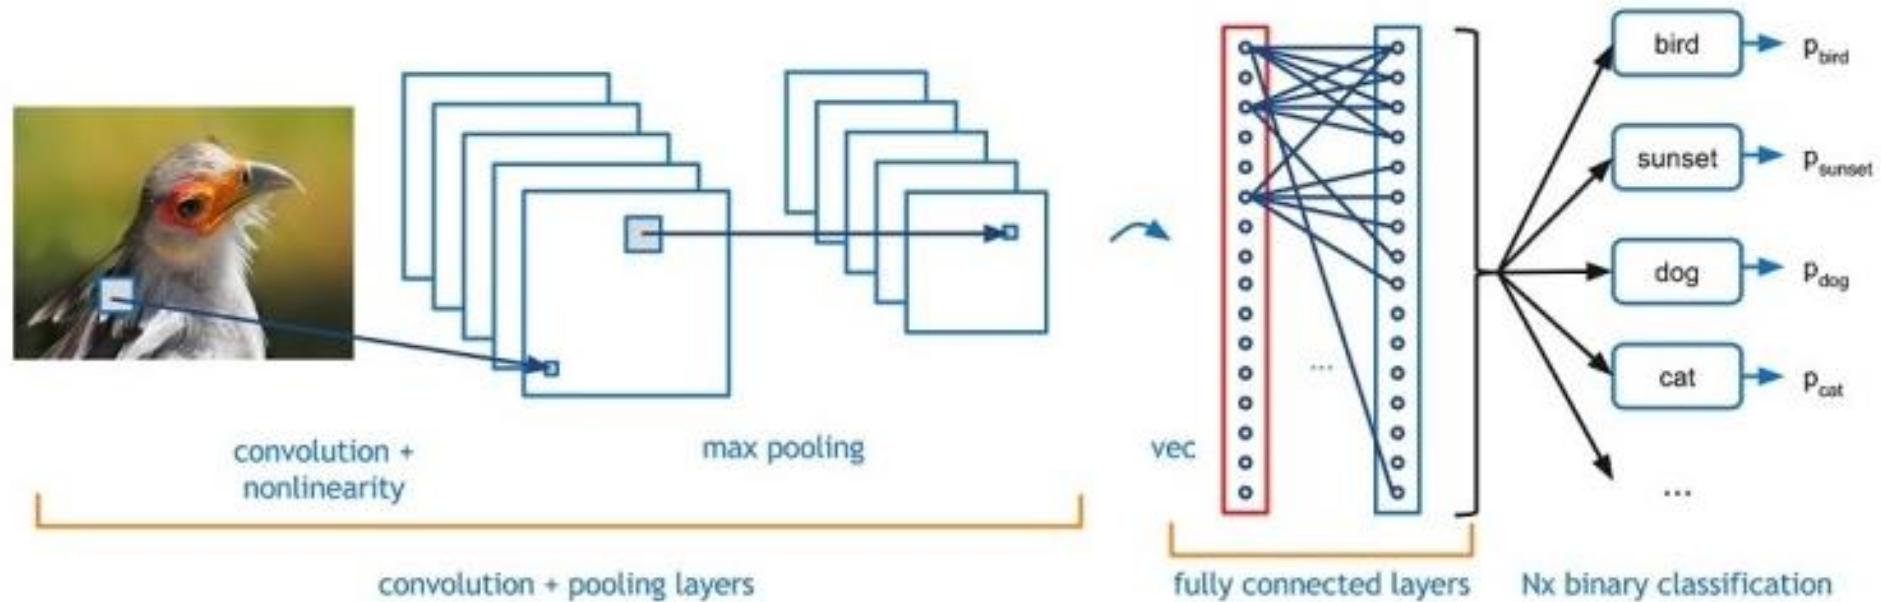 bird
p_bird
sunset
p_sunset
dog
p_dog
cat
p_cat
...
...
convolution +
nonlinearity
max pooling
vec
convolution + pooling layers
fully connected layers
Nx binary classification